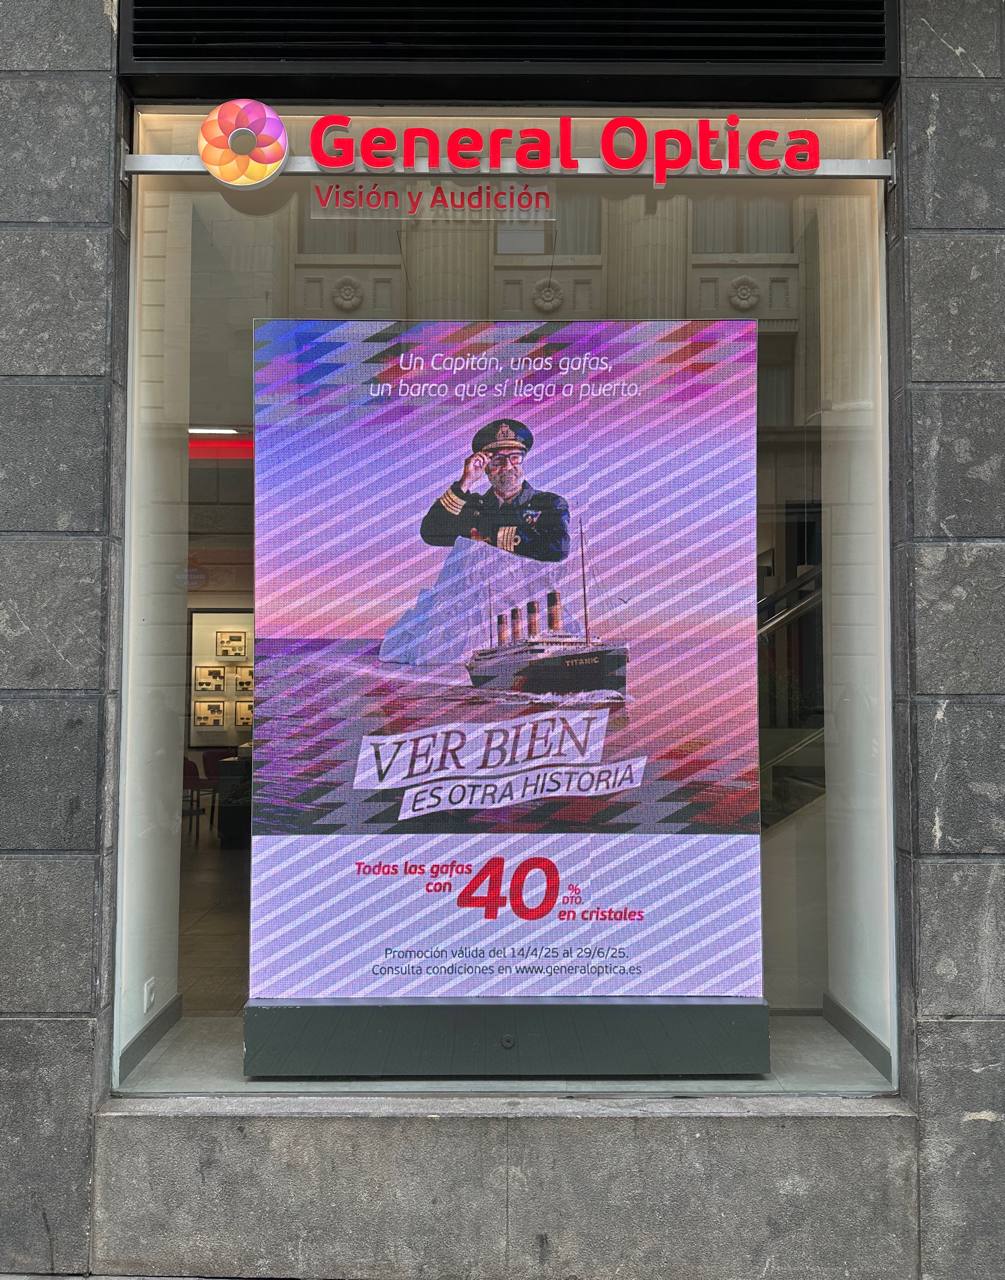 General Optica
Visión y Audición
Un Capitán, unas gafas,
un barco que sí llega a puerto.
TITANIC
VER BIEN
ES OTRA HISTORIA
Todas las gafas
con 40% DTO.
en cristales
Promoción válida del 14/4/25 al 29/6/25.
Consulta condiciones en www.generaloptica.es